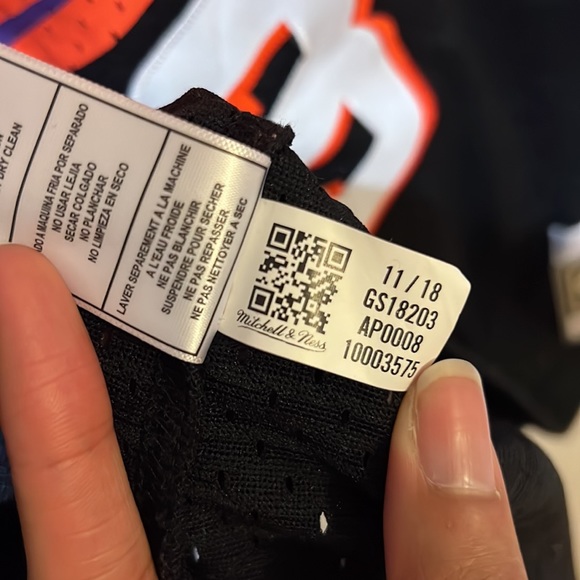 DRY CLEAN
A MAQUINA FRIA POR SEPARADO
NO USAR LEJIA
SECAR COLGADO
NO PLANCHAR
NO LIMPIEZA EN SECO
LAVER SEPAREMENT A LA MACHINE
A L'EAU FROIDE
NE PAS BLANCHIR
SUSPENDRE POUR SECHER
NE PAS REPASSER
NE PAS NETTOYER A SEC
Mitchell & Ness
11 / 18
GS18203
AP0008
10003575